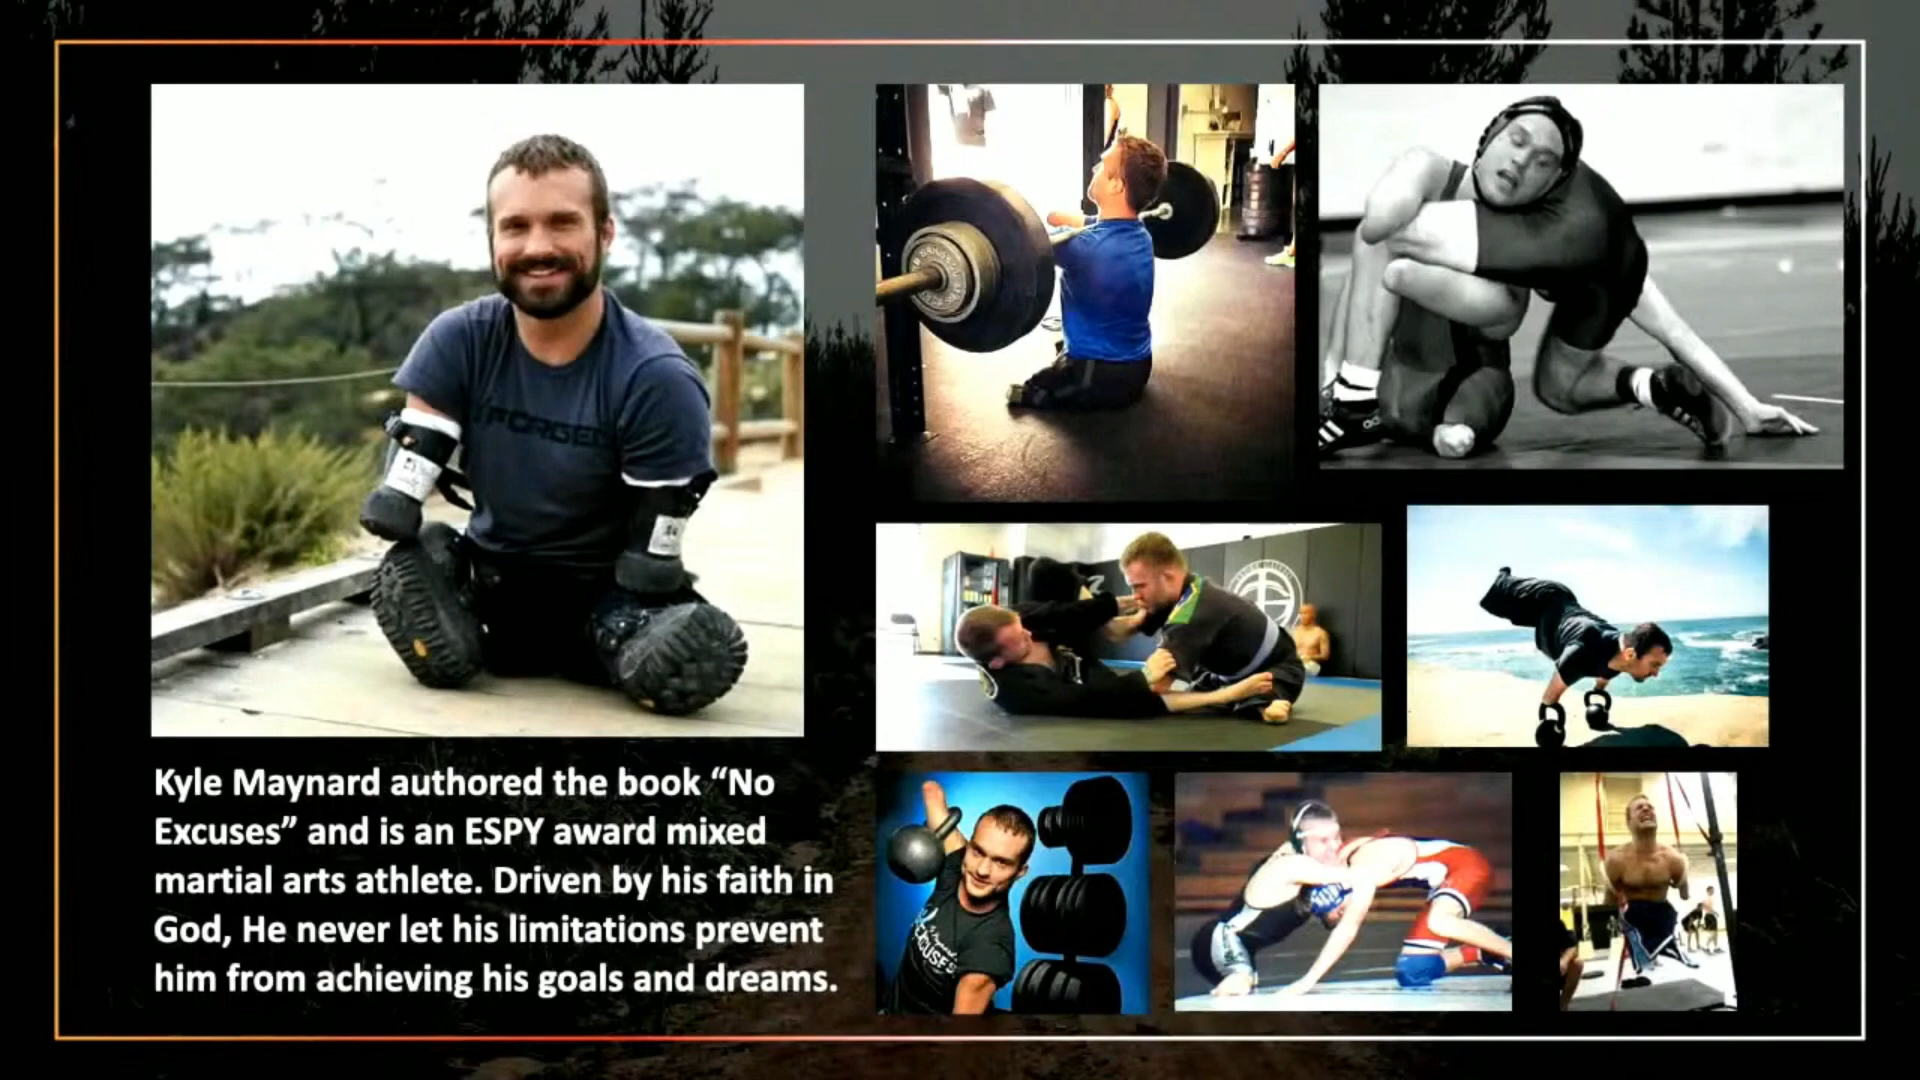 FORGED
Kyle Maynard authored the book “No
Excuses” and is an ESPY award mixed
martial arts athlete. Driven by his faith in
God, He never let his limitations prevent
him from achieving his goals and dreams.